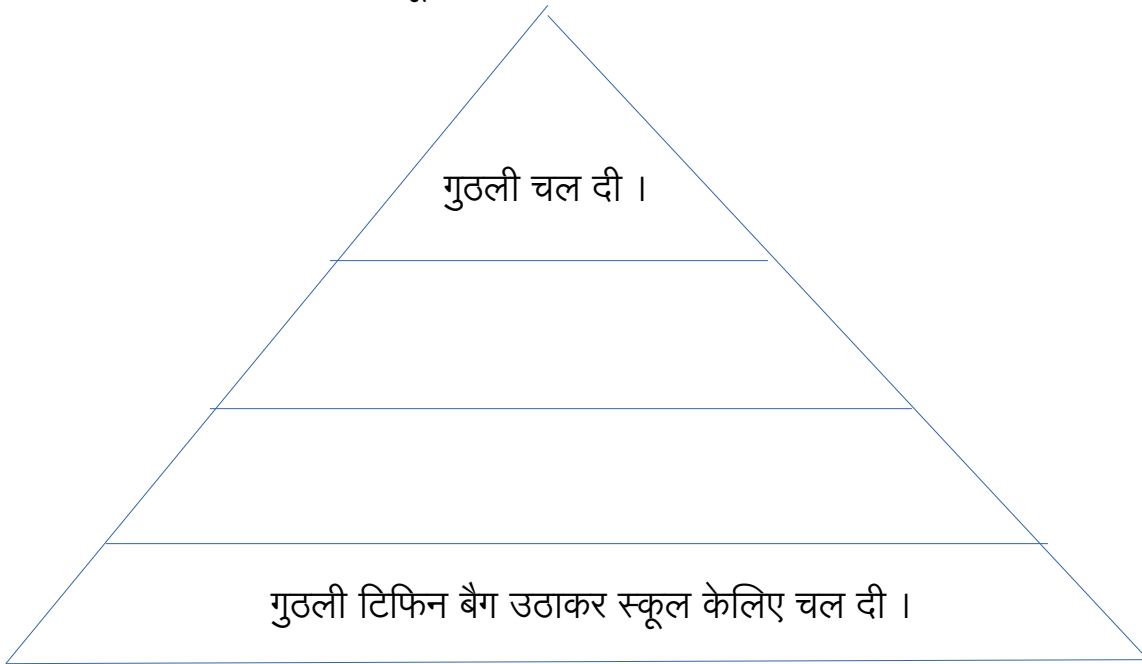 गुठली चल दी ।
गुठली टिफिन बैग उठाकर स्कूल केलिए चल दी ।